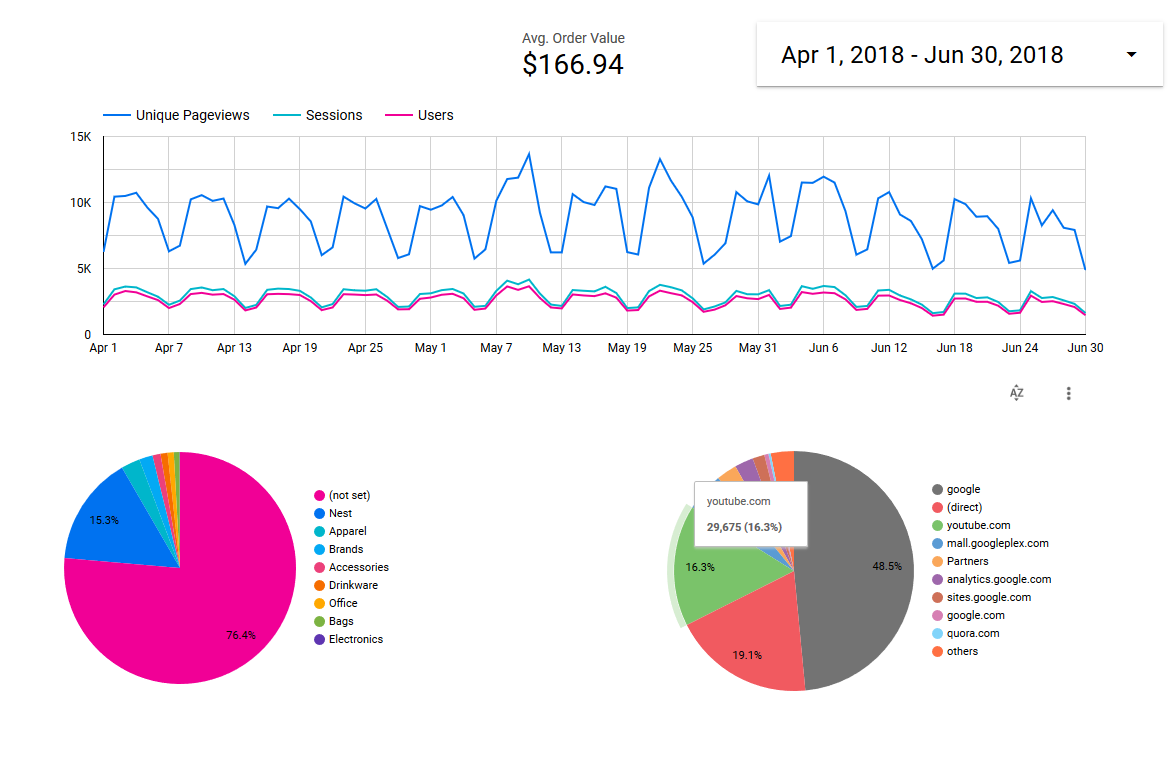 Avg. Order Value
$166.94
Apr 1, 2018 - Jun 30, 2018
Unique Pageviews Sessions Users
15K
10K
5K
0
Apr 1 Apr 7 Apr 13 Apr 19 Apr 25 May 1 May 7 May 13 May 19 May 25 May 31 Jun 6 Jun 12 Jun 18 Jun 24 Jun 30
AZ
15.3%
76.4%
(not set)
Nest
Apparel
Brands
Accessories
Drinkware
Office
Bags
Electronics
youtube.com
29,675 (16.3%)
16.3%
48.5%
19.1%
google
(direct)
youtube.com
mall.googleplex.com
Partners
analytics.google.com
sites.google.com
google.com
quora.com
others